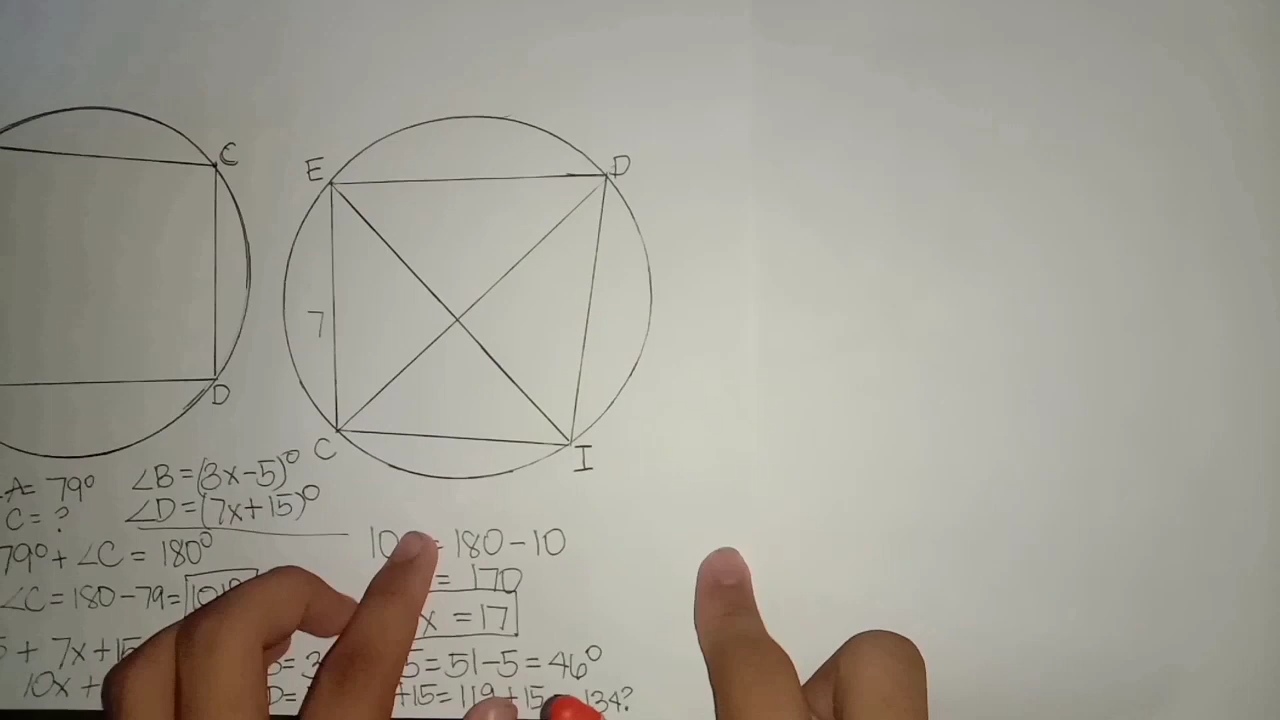 C
E
D
7
D
C
I
A = 79° ∠B = (3x-5)°
C = ? ∠D = (7x+15)°
79° + ∠C = 180°
∠C = 180-79 =
10 = 180-10
= 170
x = 17
+ 7x+15
10x +
= 3 5 = 51-5 = 46°
D= +15 = 119+15 134?